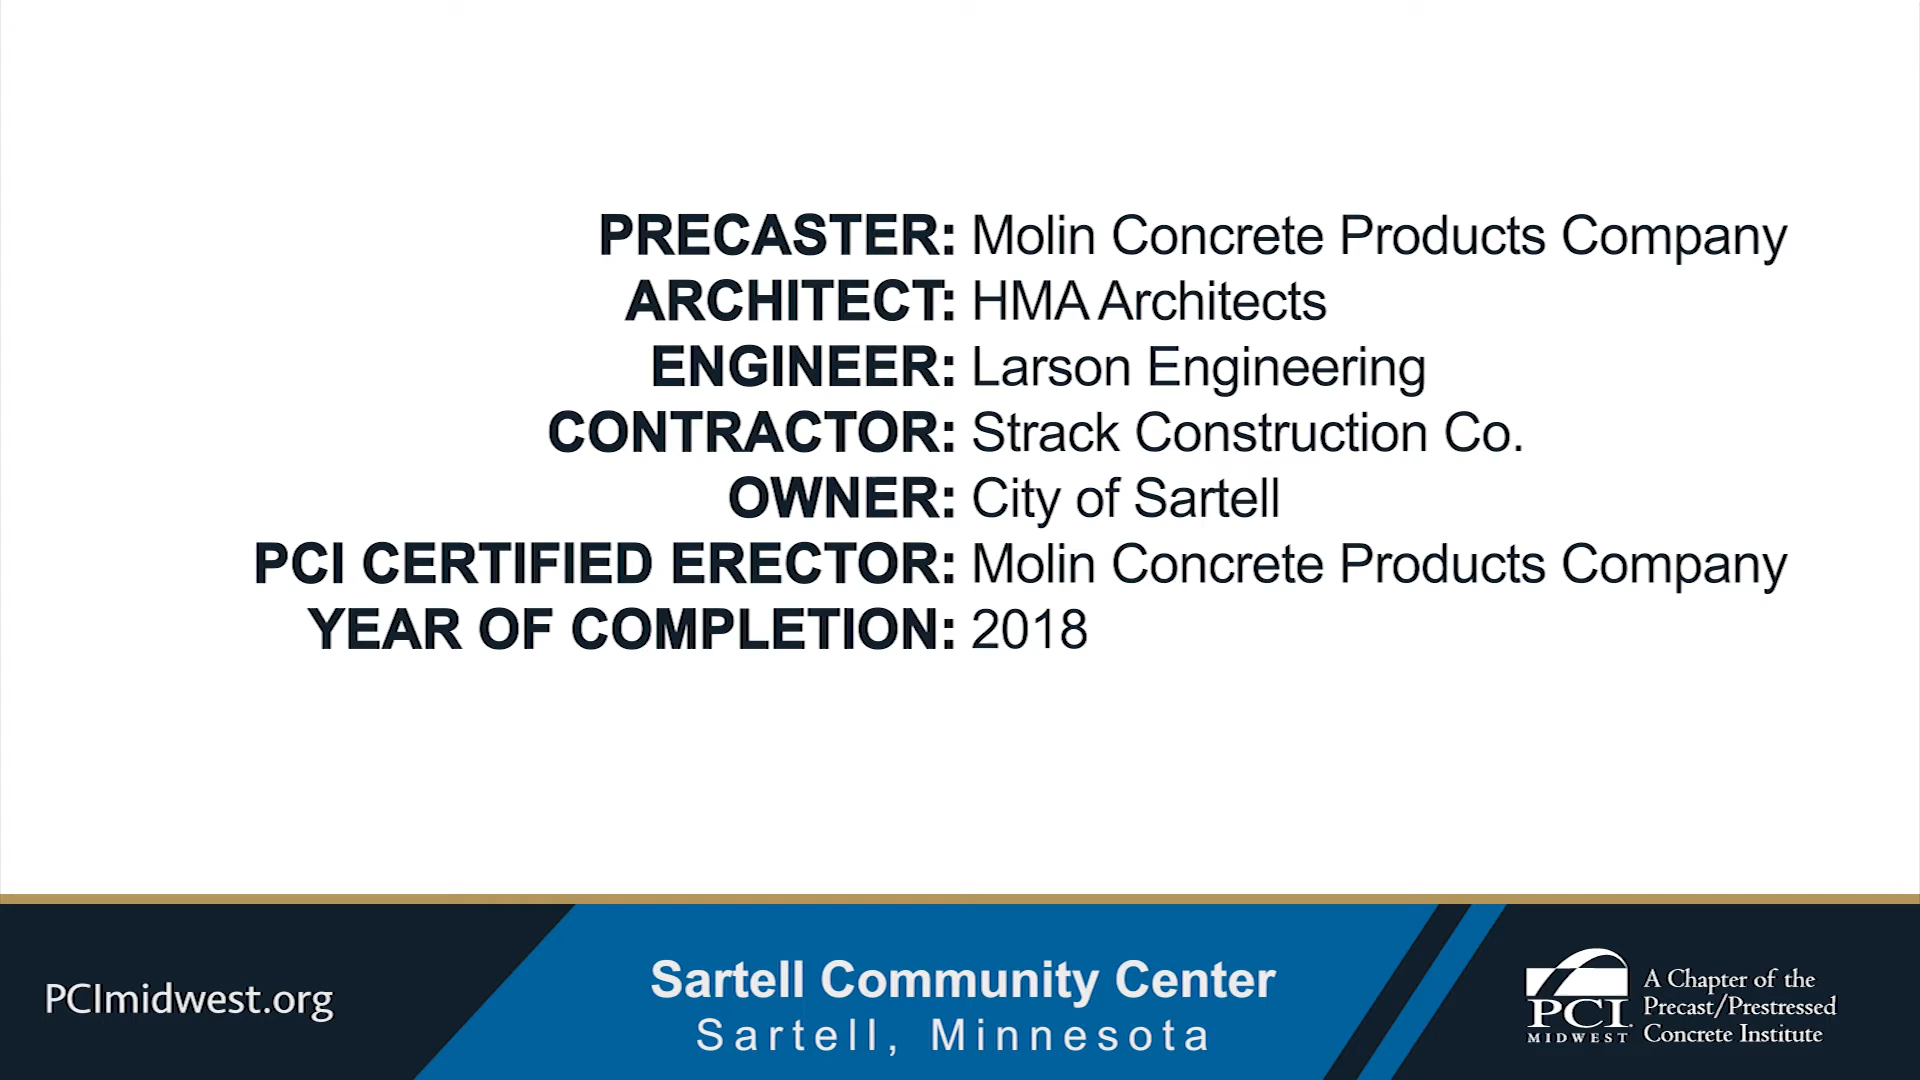 PRECASTER: Molin Concrete Products Company
ARCHITECT: HMA Architects
ENGINEER: Larson Engineering
CONTRACTOR: Strack Construction Co.
OWNER: City of Sartell
PCI CERTIFIED ERECTOR: Molin Concrete Products Company
YEAR OF COMPLETION: 2018
PCImidwest.org
Sartell Community Center
Sartell, Minnesota
PCI
MIDWEST
A Chapter of the
Precast/Prestressed
Concrete Institute